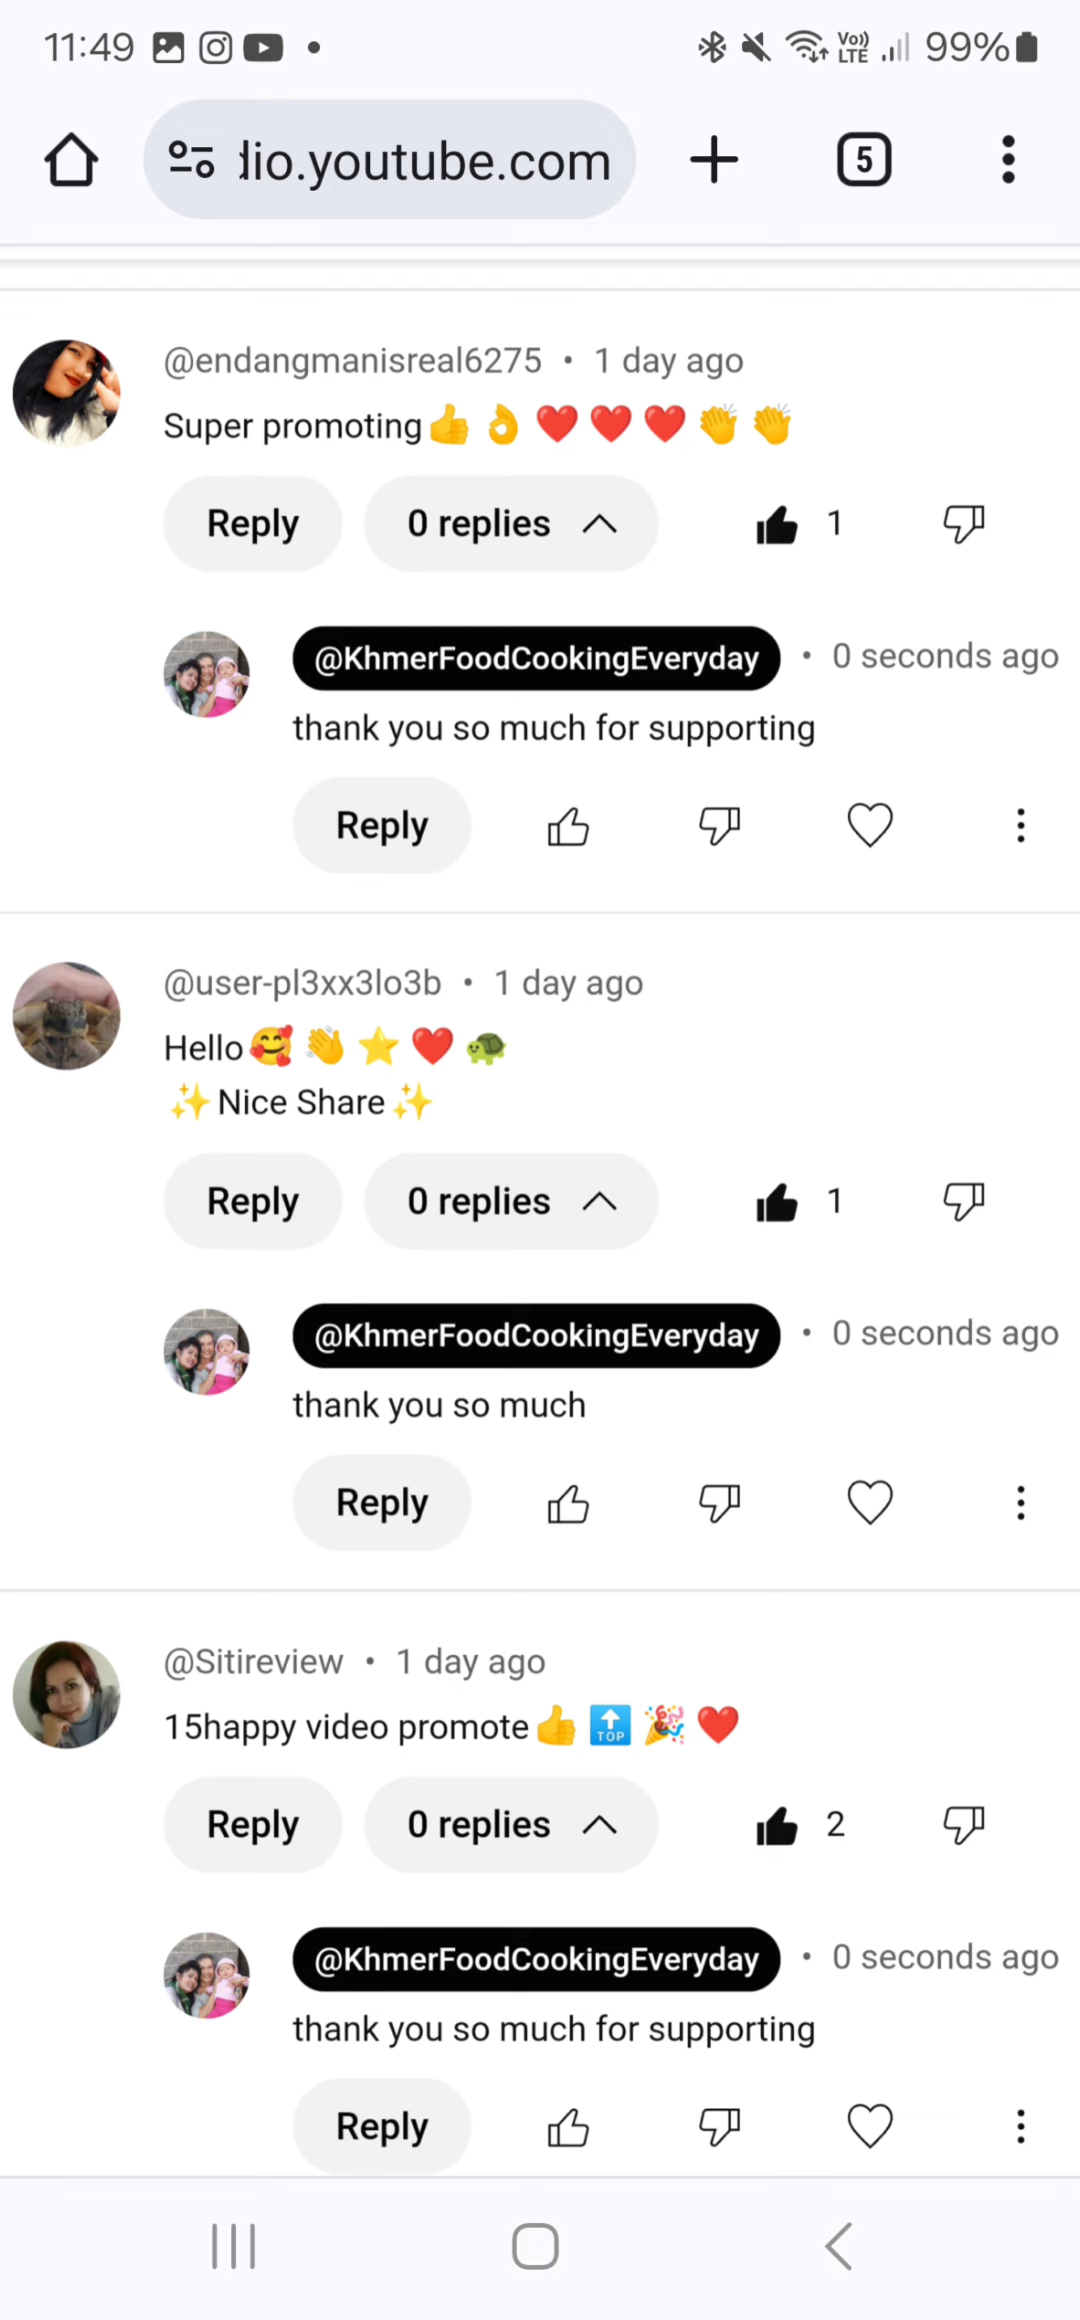 11:49 Vo)) LTE 99%
dio.youtube.com 5
@endangmanisreal6275 • 1 day ago
Super promoting👍👌❤️❤️❤️👏👏
Reply 0 replies 1
@KhmerFoodCookingEveryday • 0 seconds ago
thank you so much for supporting
Reply
@user-pl3xx3lo3b • 1 day ago
Hello🥰👋⭐❤️🐢
✨Nice Share✨
Reply 0 replies 1
@KhmerFoodCookingEveryday • 0 seconds ago
thank you so much
Reply
@Sitireview • 1 day ago
15happy video promote👍🔝🎉❤️
Reply 0 replies 2
@KhmerFoodCookingEveryday • 0 seconds ago
thank you so much for supporting
Reply